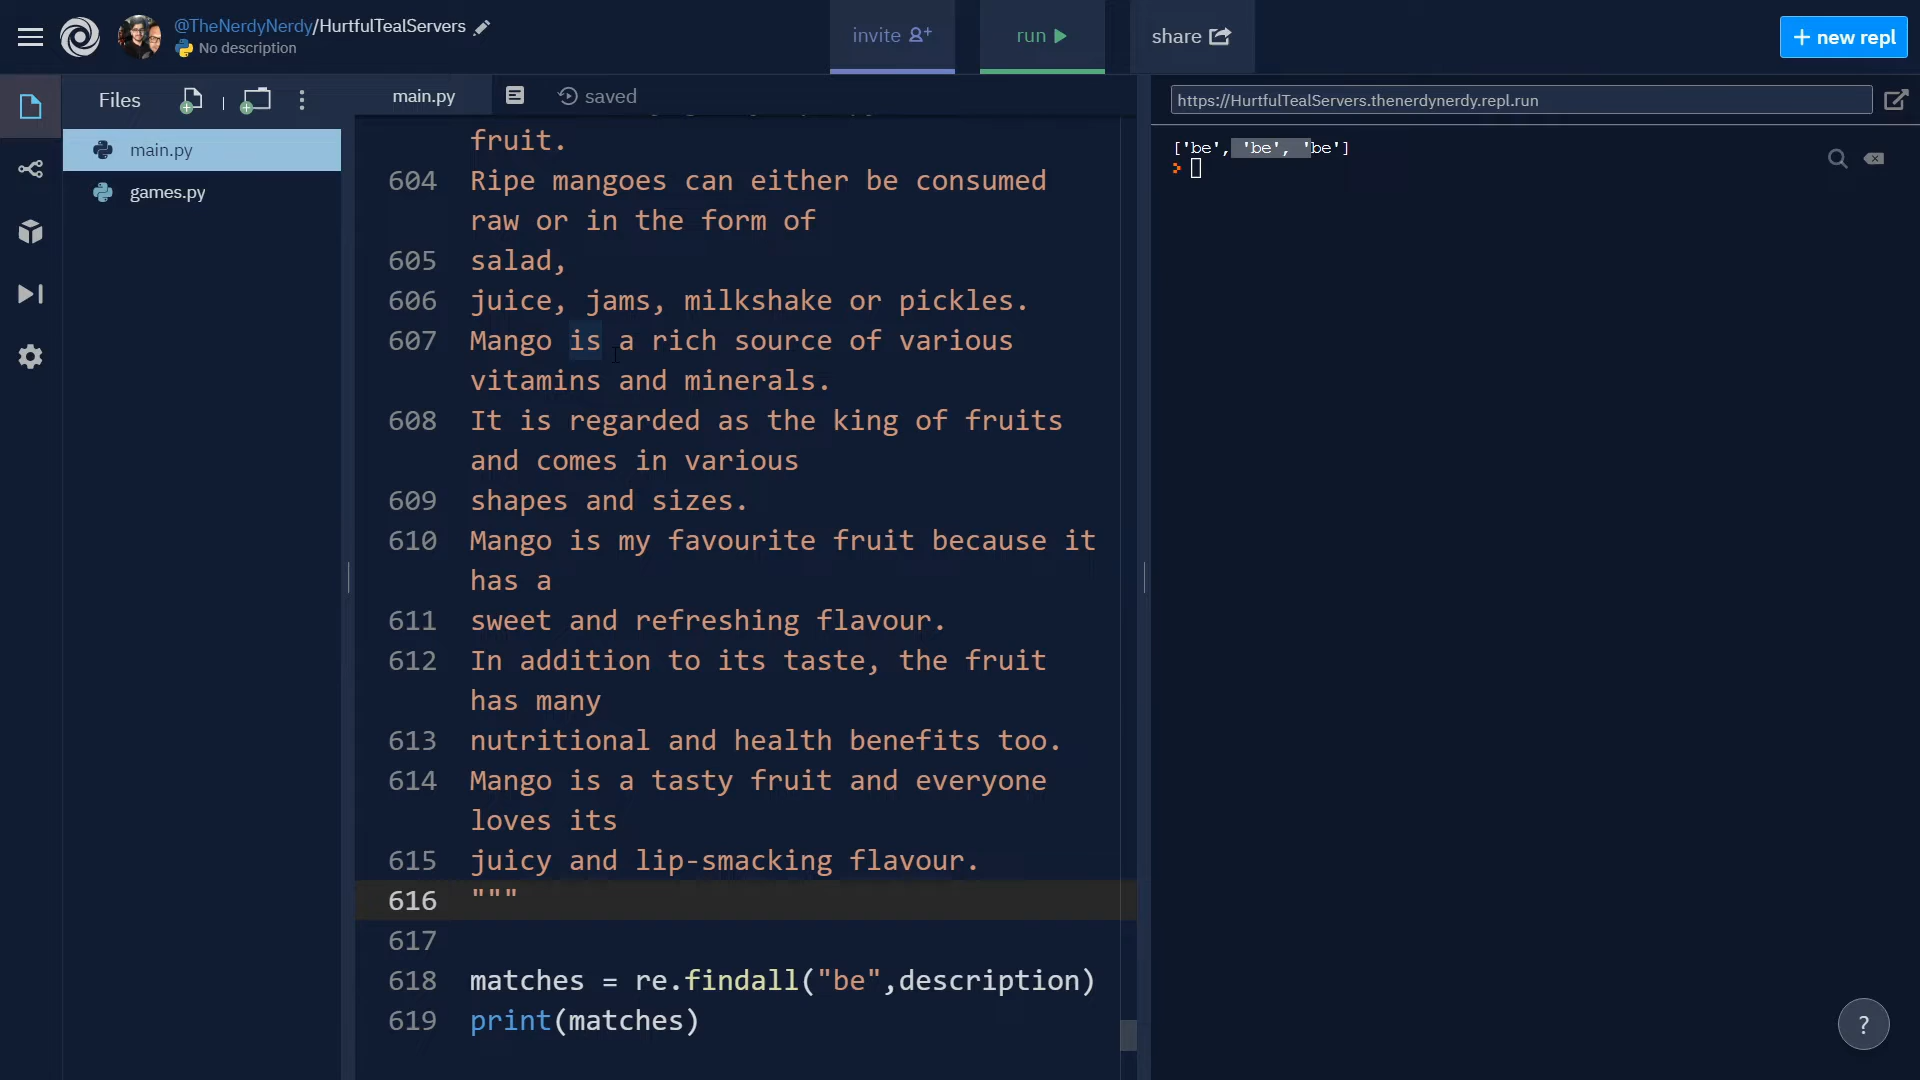 @TheNerdyNerdy/HurtfulTealServers
No description
invite
run
share
+ new repl
Files
main.py
saved
https://HurtfulTealServers.thenerdynerdy.repl.run
main.py
games.py
fruit.
604 Ripe mangoes can either be consumed
raw or in the form of
605 salad,
606 juice, jams, milkshake or pickles.
607 Mango is a rich source of various
vitamins and minerals.
608 It is regarded as the king of fruits
and comes in various
609 shapes and sizes.
610 Mango is my favourite fruit because it
has a
611 sweet and refreshing flavour.
612 In addition to its taste, the fruit
has many
613 nutritional and health benefits too.
614 Mango is a tasty fruit and everyone
loves its
615 juicy and lip-smacking flavour.
616 """
617
618 matches = re.findall("be",description)
619 print(matches)
['be', 'be', 'be']
?